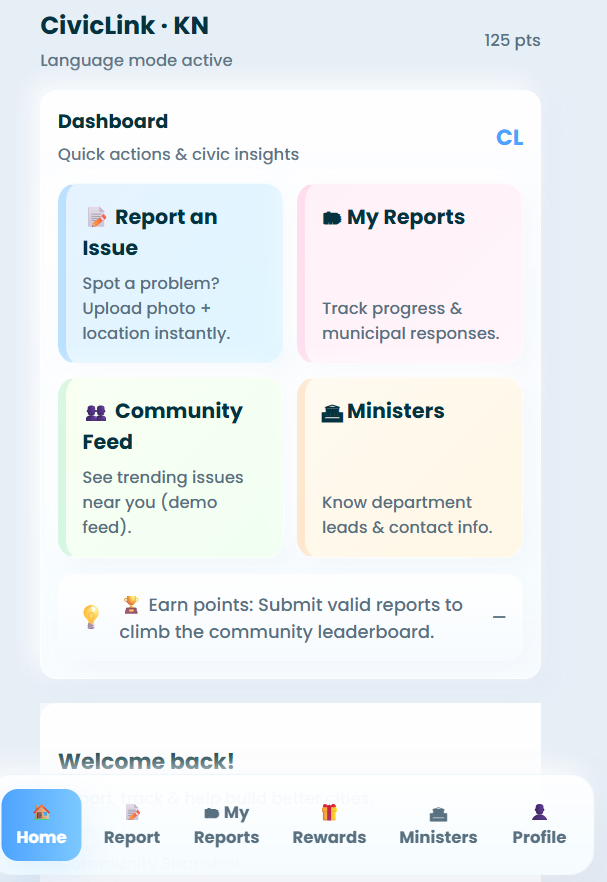 CivicLink · KN
125 pts
Language mode active
Dashboard
Quick actions & civic insights
CL
📝 Report an
Issue
Spot a problem?
Upload photo +
location instantly.
My Reports
Track progress &
municipal responses.
👥 Community
Feed
See trending issues
near you (demo
feed).
Ministers
Know department
leads & contact info.
💡 🏆 Earn points: Submit valid reports to
climb the community leaderboard.
—
Welcome back!
track & help build better cities.
🏠
Home
📝
Report
My
Reports
🎁
Rewards
Ministers
👤
Profile